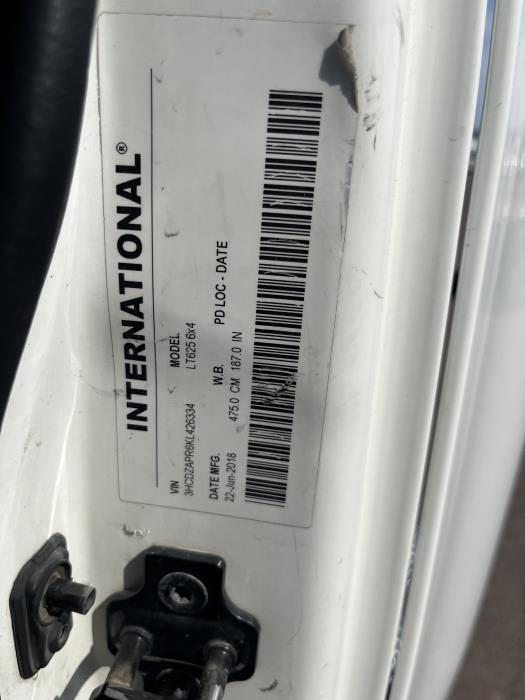 INTERNATIONAL®
VIN MODEL
3HCDZAPR6KL426334 LT625 6x4
DATE MFG. W.B. PD LOC - DATE
22-Jun-2018 475.0 CM 187.0 IN